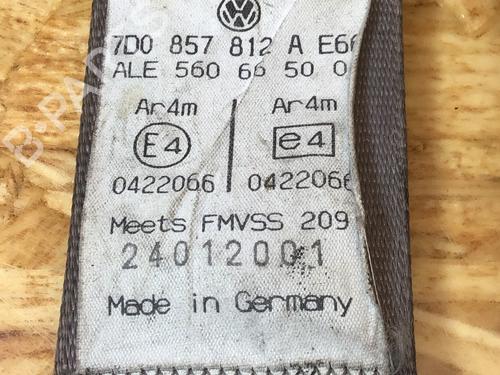 7D0 857 812 A E66
ALE 560 66 50 0
Ar4m Ar4m
E4 e4
0422066 0422066
Meets FMVSS 209
24012001
Made in Germany